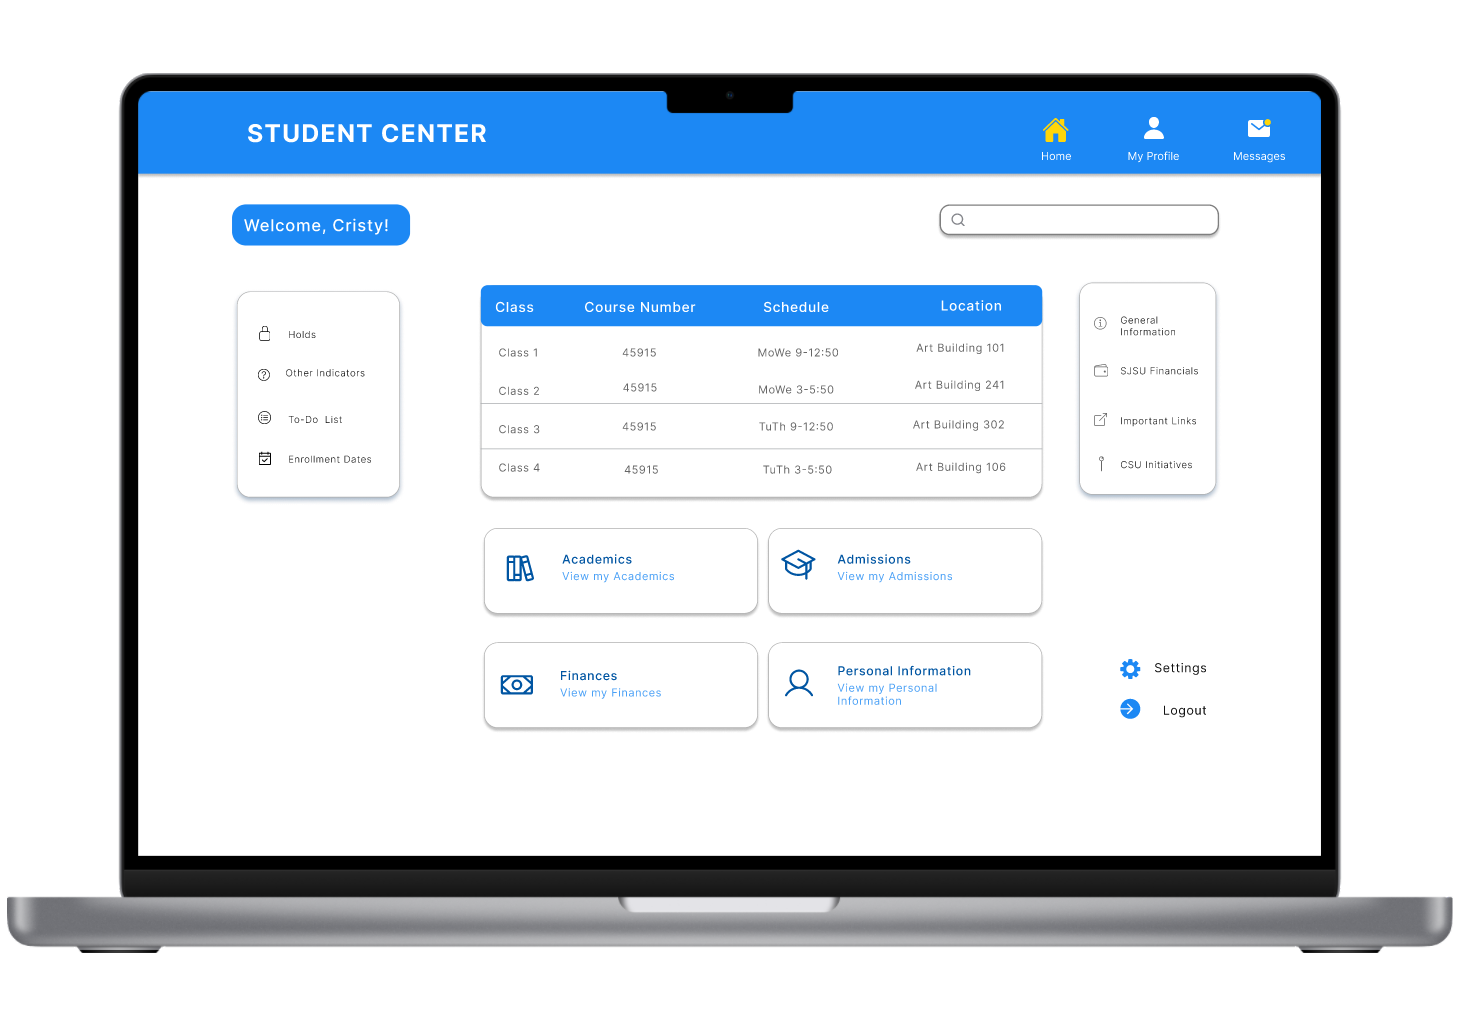 STUDENT CENTER
Home
My Profile
Messages
Welcome, Cristy!
Holds
Other Indicators
To-Do List
Enrollment Dates
Class Course Number Schedule Location
Class 1 45915 MoWe 9-12:50 Art Building 101
Class 2 45915 MoWe 3-5:50 Art Building 241
Class 3 45915 TuTh 9-12:50 Art Building 302
Class 4 45915 TuTh 3-5:50 Art Building 106
General
Information
SJSU Financials
Important Links
CSU Initiatives
Academics
View my Academics
Admissions
View my Admissions
Finances
View my Finances
Personal Information
View my Personal
Information
Settings
Logout